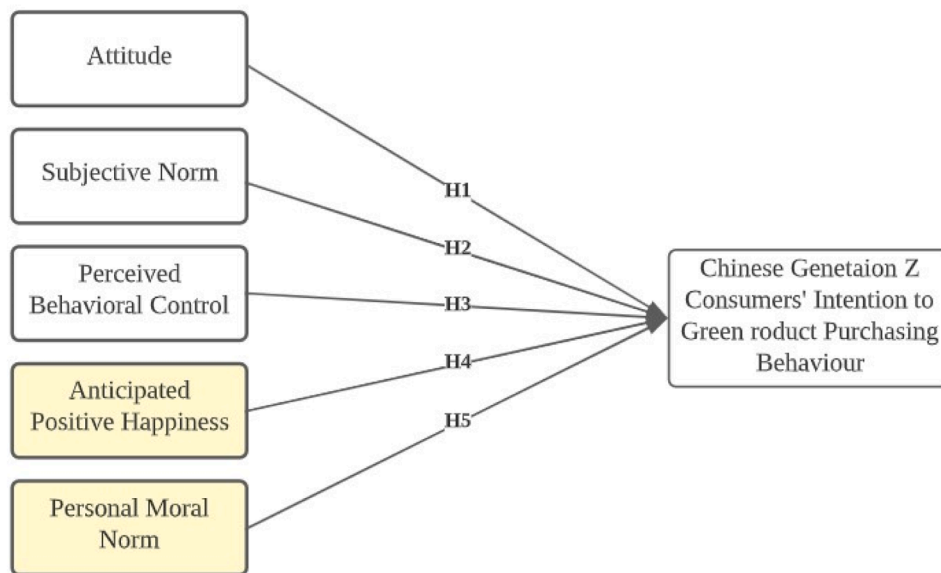 Attitude
Subjective Norm
Perceived
Behavioral Control
Anticipated
Positive Happiness
Personal Moral
Norm
H1
H2
H3
H4
H5
Chinese Genetaion Z
Consumers' Intention to
Green roduct Purchasing
Behaviour